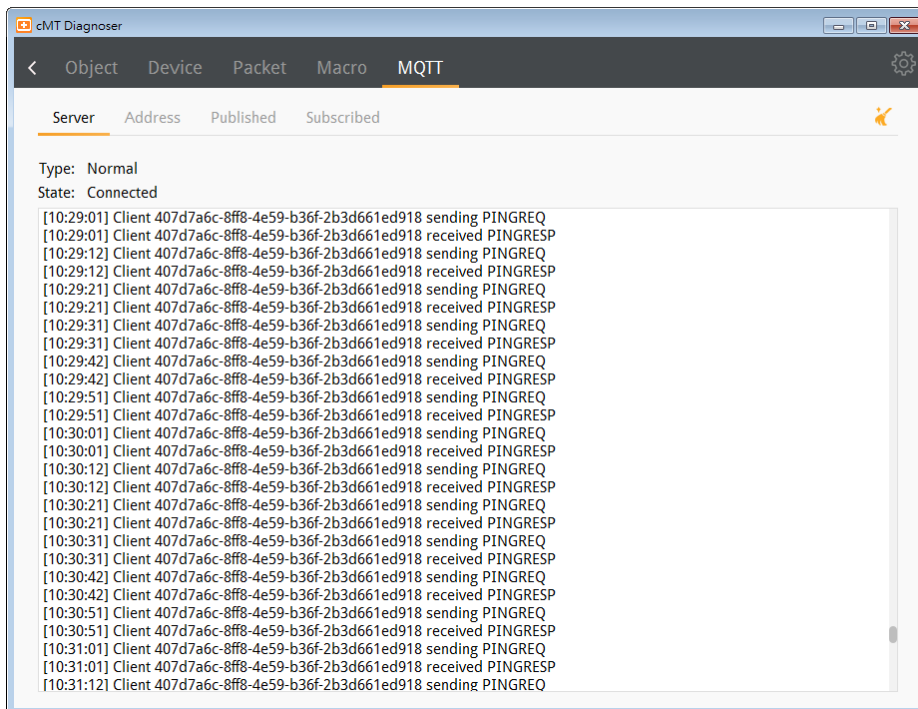 cMT Diagnoser
Object Device Packet Macro MQTT
Server Address Published Subscribed
Type: Normal
State: Connected
[10:29:01] Client 407d7a6c-8ff8-4e59-b36f-2b3d661ed918 sending PINGREQ
[10:29:01] Client 407d7a6c-8ff8-4e59-b36f-2b3d661ed918 received PINGRESP
[10:29:12] Client 407d7a6c-8ff8-4e59-b36f-2b3d661ed918 sending PINGREQ
[10:29:12] Client 407d7a6c-8ff8-4e59-b36f-2b3d661ed918 received PINGRESP
[10:29:21] Client 407d7a6c-8ff8-4e59-b36f-2b3d661ed918 sending PINGREQ
[10:29:21] Client 407d7a6c-8ff8-4e59-b36f-2b3d661ed918 received PINGRESP
[10:29:31] Client 407d7a6c-8ff8-4e59-b36f-2b3d661ed918 sending PINGREQ
[10:29:31] Client 407d7a6c-8ff8-4e59-b36f-2b3d661ed918 received PINGRESP
[10:29:42] Client 407d7a6c-8ff8-4e59-b36f-2b3d661ed918 sending PINGREQ
[10:29:42] Client 407d7a6c-8ff8-4e59-b36f-2b3d661ed918 received PINGRESP
[10:29:51] Client 407d7a6c-8ff8-4e59-b36f-2b3d661ed918 sending PINGREQ
[10:29:51] Client 407d7a6c-8ff8-4e59-b36f-2b3d661ed918 received PINGRESP
[10:30:01] Client 407d7a6c-8ff8-4e59-b36f-2b3d661ed918 sending PINGREQ
[10:30:01] Client 407d7a6c-8ff8-4e59-b36f-2b3d661ed918 received PINGRESP
[10:30:12] Client 407d7a6c-8ff8-4e59-b36f-2b3d661ed918 sending PINGREQ
[10:30:12] Client 407d7a6c-8ff8-4e59-b36f-2b3d661ed918 received PINGRESP
[10:30:21] Client 407d7a6c-8ff8-4e59-b36f-2b3d661ed918 sending PINGREQ
[10:30:21] Client 407d7a6c-8ff8-4e59-b36f-2b3d661ed918 received PINGRESP
[10:30:31] Client 407d7a6c-8ff8-4e59-b36f-2b3d661ed918 sending PINGREQ
[10:30:31] Client 407d7a6c-8ff8-4e59-b36f-2b3d661ed918 received PINGRESP
[10:30:42] Client 407d7a6c-8ff8-4e59-b36f-2b3d661ed918 sending PINGREQ
[10:30:42] Client 407d7a6c-8ff8-4e59-b36f-2b3d661ed918 received PINGRESP
[10:30:51] Client 407d7a6c-8ff8-4e59-b36f-2b3d661ed918 sending PINGREQ
[10:30:51] Client 407d7a6c-8ff8-4e59-b36f-2b3d661ed918 received PINGRESP
[10:31:01] Client 407d7a6c-8ff8-4e59-b36f-2b3d661ed918 sending PINGREQ
[10:31:01] Client 407d7a6c-8ff8-4e59-b36f-2b3d661ed918 received PINGRESP
[10:31:12] Client 407d7a6c-8ff8-4e59-b36f-2b3d661ed918 sending PINGREQ